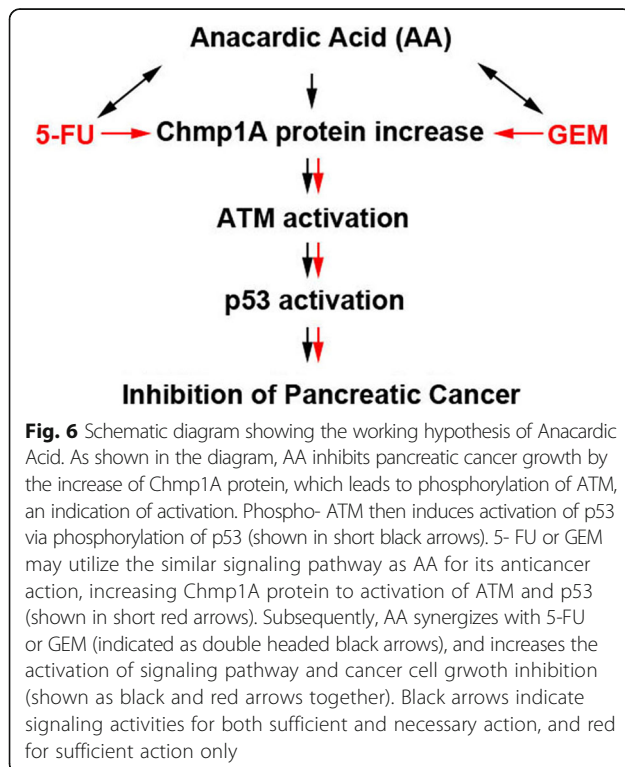 Anacardic Acid (AA)
5-FU Chmp1A protein increase GEM
ATM activation
p53 activation
Inhibition of Pancreatic Cancer
Fig. 6 Schematic diagram showing the working hypothesis of Anacardic
Acid. As shown in the diagram, AA inhibits pancreatic cancer growth by
the increase of Chmp1A protein, which leads to phosphorylation of ATM,
an indication of activation. Phospho- ATM then induces activation of p53
via phosphorylation of p53 (shown in short black arrows). 5- FU or GEM
may utilize the similar signaling pathway as AA for its anticancer
action, increasing Chmp1A protein to activation of ATM and p53
(shown in short red arrows). Subsequently, AA synergizes with 5-FU
or GEM (indicated as double headed black arrows), and increases the
activation of signaling pathway and cancer cell grwoth inhibition
(shown as black and red arrows together). Black arrows indicate
signaling activities for both sufficient and necessary action, and red
for sufficient action only